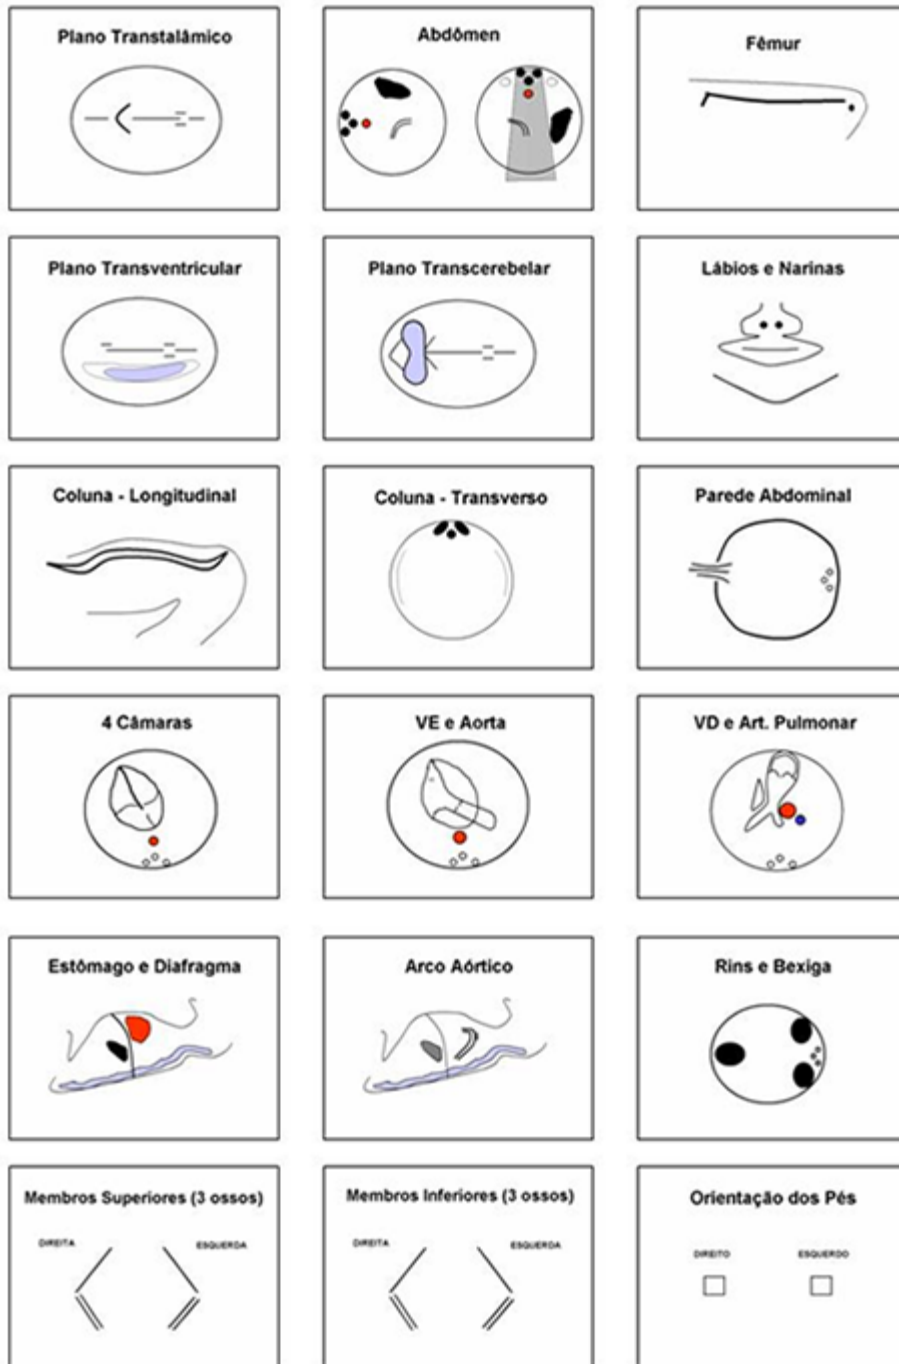 Plano Transtalâmico
Abdômen
Fêmur
Plano Transventricular
Plano Transcerebelar
Lábios e Narinas
Coluna - Longitudinal
Coluna - Transverso
Parede Abdominal
4 Câmaras
VE e Aorta
VD e Art. Pulmonar
Estômago e Diafragma
Arco Aórtico
Rins e Bexiga
Membros Superiores (3 ossos)
DIREITA
ESQUERDA
Membros Inferiores (3 ossos)
DIREITA
ESQUERDA
Orientação dos Pés
DIREITO
ESQUERDO